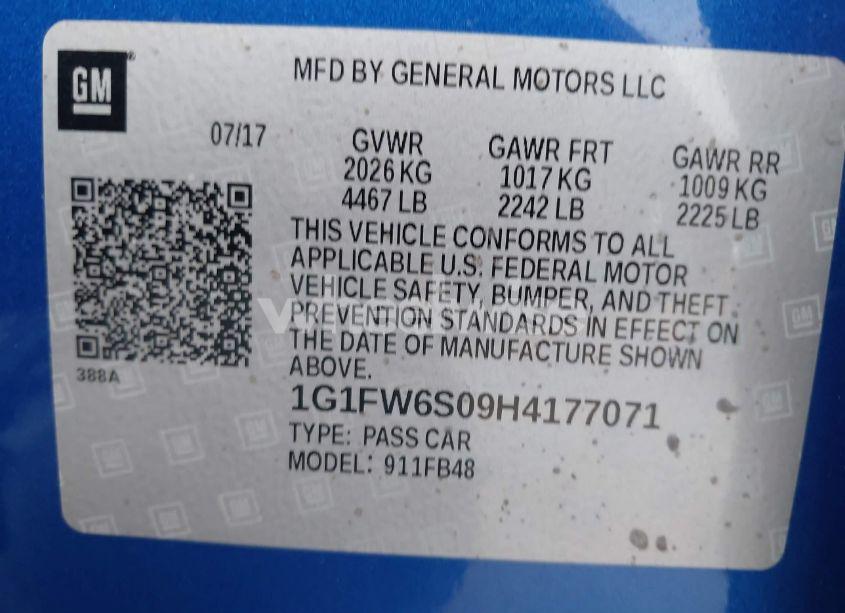 GM
MFD BY GENERAL MOTORS LLC
07/17
GVWR
2026 KG
4467 LB
GAWR FRT
1017 KG
2242 LB
GAWR RR
1009 KG
2225 LB
THIS VEHICLE CONFORMS TO ALL
APPLICABLE U.S. FEDERAL MOTOR
VEHICLE SAFETY, BUMPER, AND THEFT
PREVENTION STANDARDS IN EFFECT ON
THE DATE OF MANUFACTURE SHOWN
ABOVE.
388A
1G1FW6S09H4177071
TYPE: PASS CAR
MODEL: 911FB48